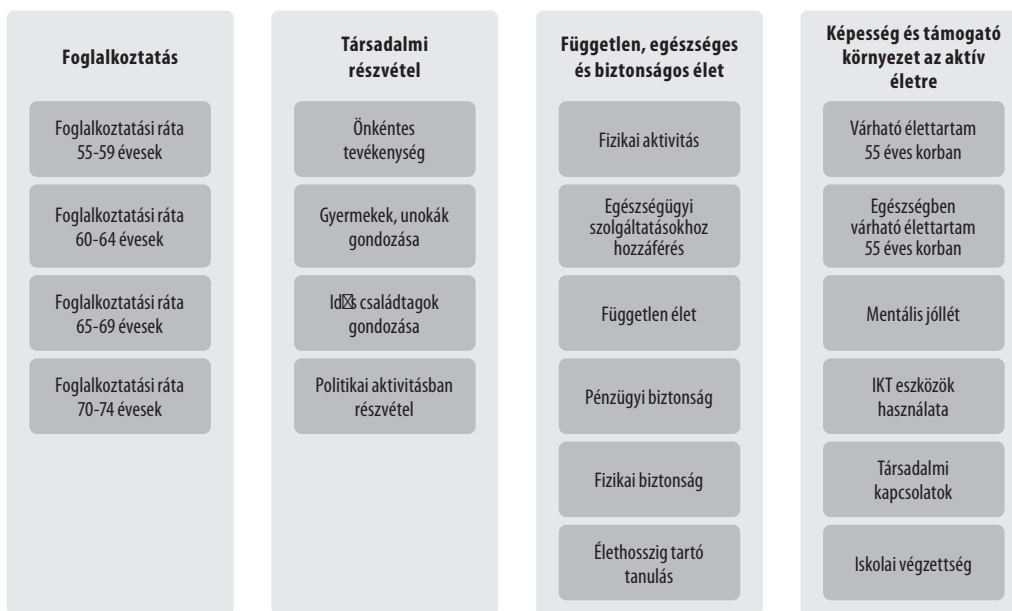 Foglalkoztatás
Foglalkoztatási ráta
55-59 évesek
Foglalkoztatási ráta
60-64 évesek
Foglalkoztatási ráta
65-69 évesek
Foglalkoztatási ráta
70-74 évesek
Társadalmi
részvétel
Önkéntes
tevékenység
Gyermekek, unokák
gondozása
családtagok
gondozása
Politikai aktivitásban
részvétel
Független, egészséges
és biztonságos élet
Fizikai aktivitás
Egészségügyi
szolgáltatásokhoz
hozzáférés
Független élet
Pénzügyi biztonság
Fizikai biztonság
Élethosszig tartó
tanulás
Képesség és támogató
környezet az aktív
életre
Várható élettartam
55 éves korban
Egészségben
várható élettartam
55 éves korban
Mentális jóllét
IKT eszközök
használata
Társadalmi
kapcsolatok
Iskolai végzettség